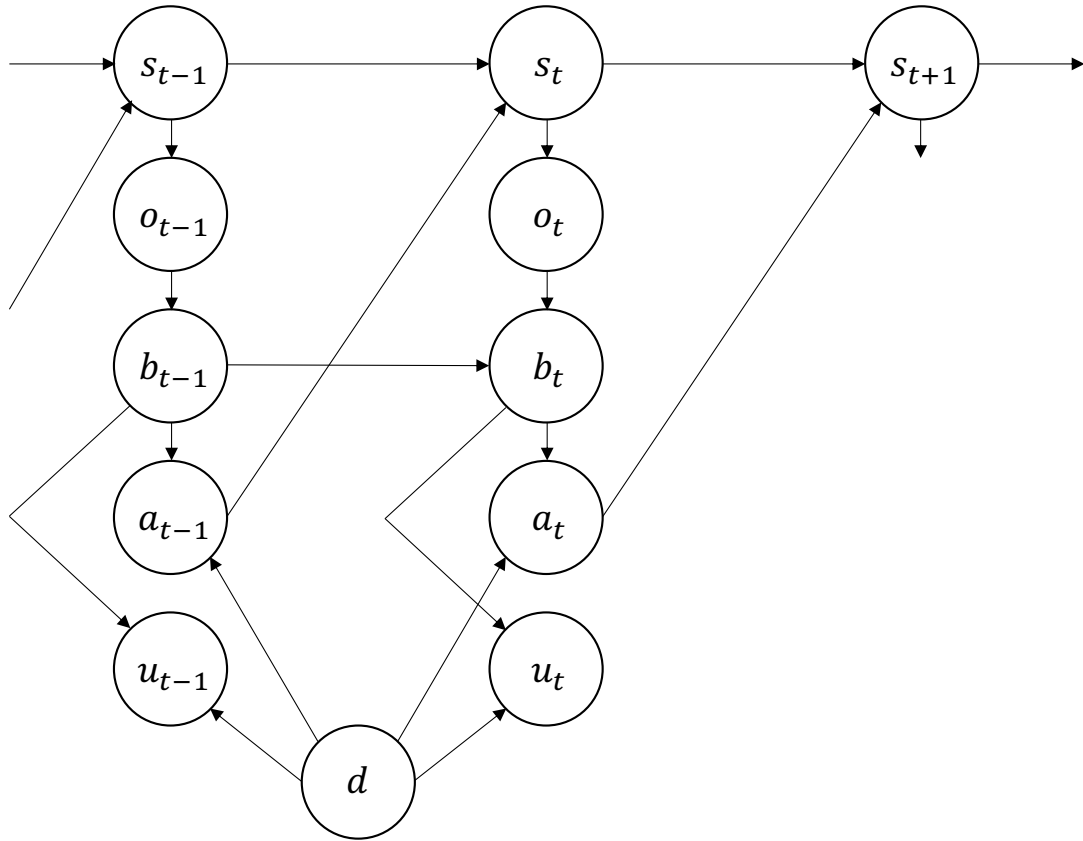 s_{t−1} s_t s_{t+1}
o_{t−1} o_t
b_{t−1} b_t
a_{t−1} a_t
u_{t−1} u_t
d